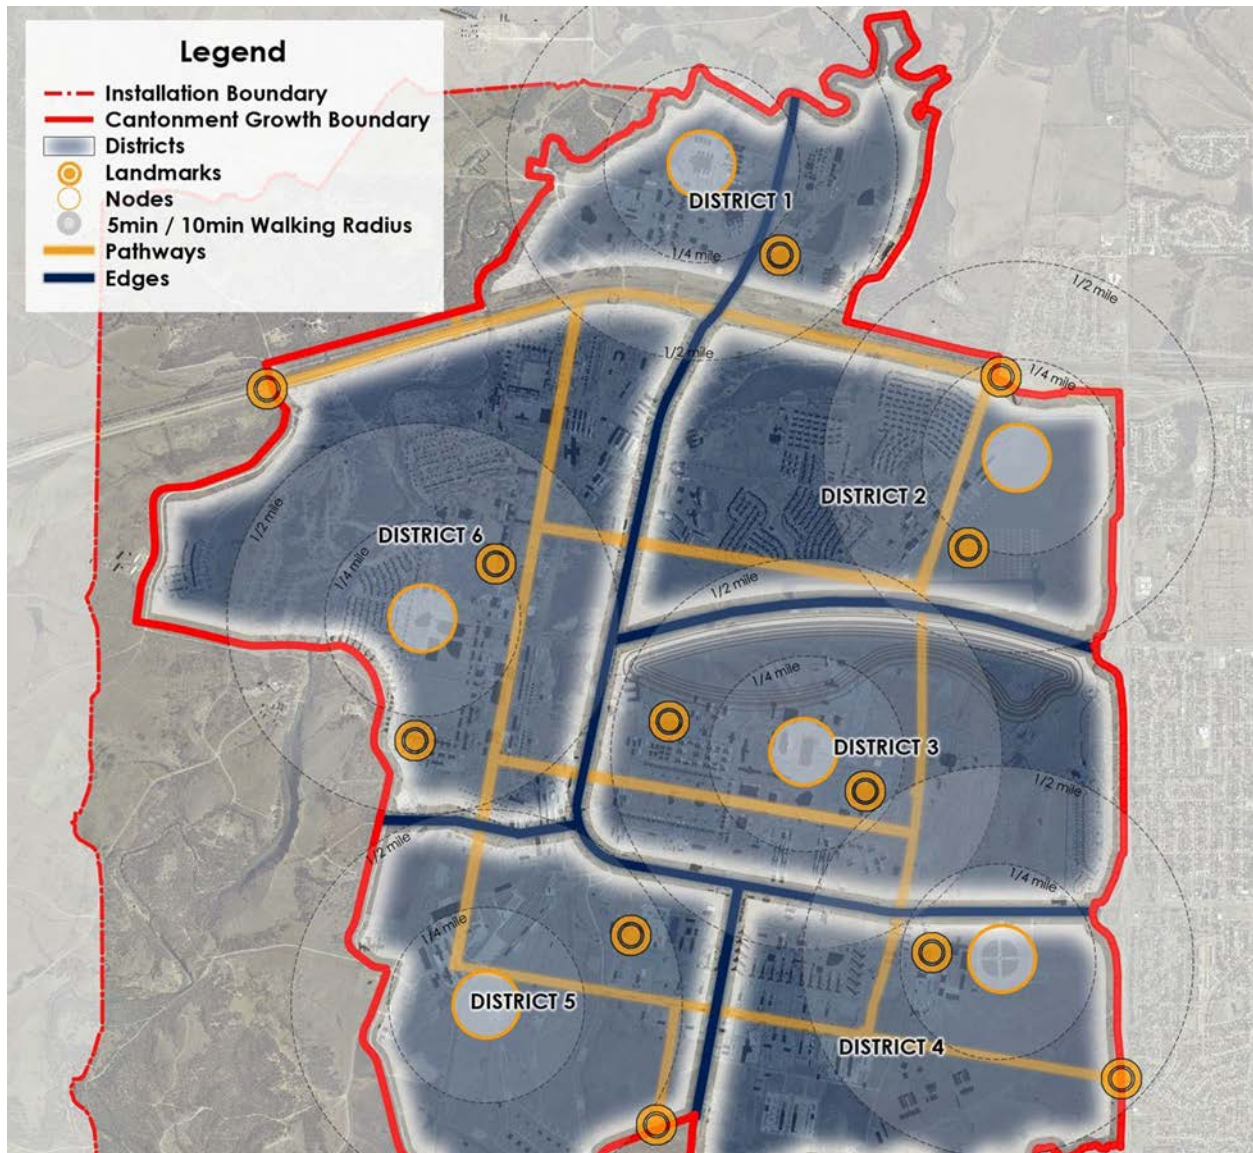 Legend
Installation Boundary
Cantonment Growth Boundary
Districts
Landmarks
Nodes
5min / 10min Walking Radius
Pathways
Edges
DISTRICT 1
1/4 mile
1/2 mile
1/2 mile
1/4 mile
DISTRICT 2
1/2 mile
DISTRICT 6
1/4 mile
1/2 mile
1/4 mile
DISTRICT 3
1/2 mile
1/2 mile
1/4 mile
1/4 mile
DISTRICT 5
DISTRICT 4